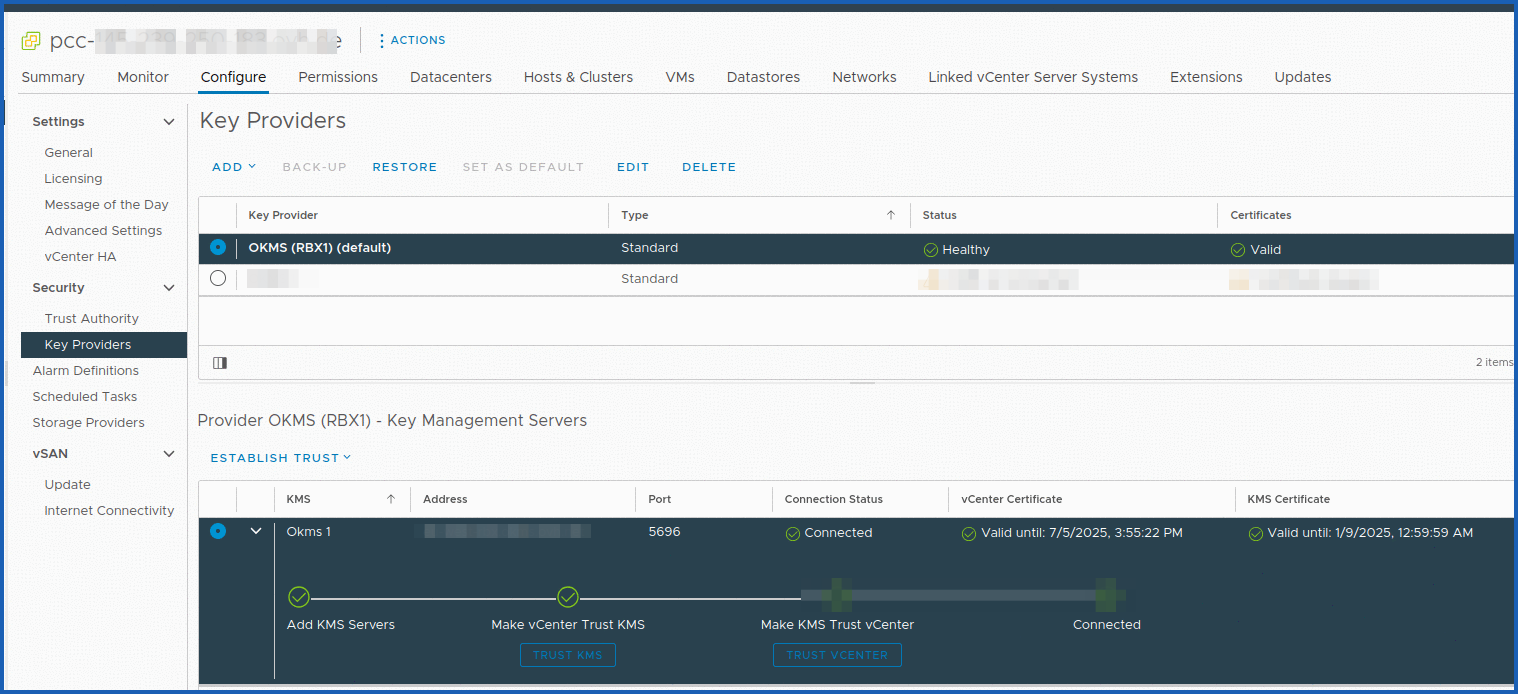 pcc-
ACTIONS
Summary Monitor Configure Permissions Datacenters Hosts & Clusters VMs Datastores Networks Linked vCenter Server Systems Extensions Updates
Settings
General
Licensing
Message of the Day
Advanced Settings
vCenter HA
Security
Trust Authority
Key Providers
Alarm Definitions
Scheduled Tasks
Storage Providers
vSAN
Update
Internet Connectivity
Key Providers
ADD BACK-UP RESTORE SET AS DEFAULT EDIT DELETE
Key Provider Type Status Certificates
OKMS (RBX1) (default) Standard Healthy Valid
Standard
2 items
Provider OKMS (RBX1) - Key Management Servers
ESTABLISH TRUST
KMS Address Port Connection Status vCenter Certificate KMS Certificate
Okms 1 5696 Connected Valid until: 7/5/2025, 3:55:22 PM Valid until: 1/9/2025, 12:59:59 AM
Add KMS Servers Make vCenter Trust KMS Make KMS Trust vCenter Connected
TRUST KMS TRUST VCENTER